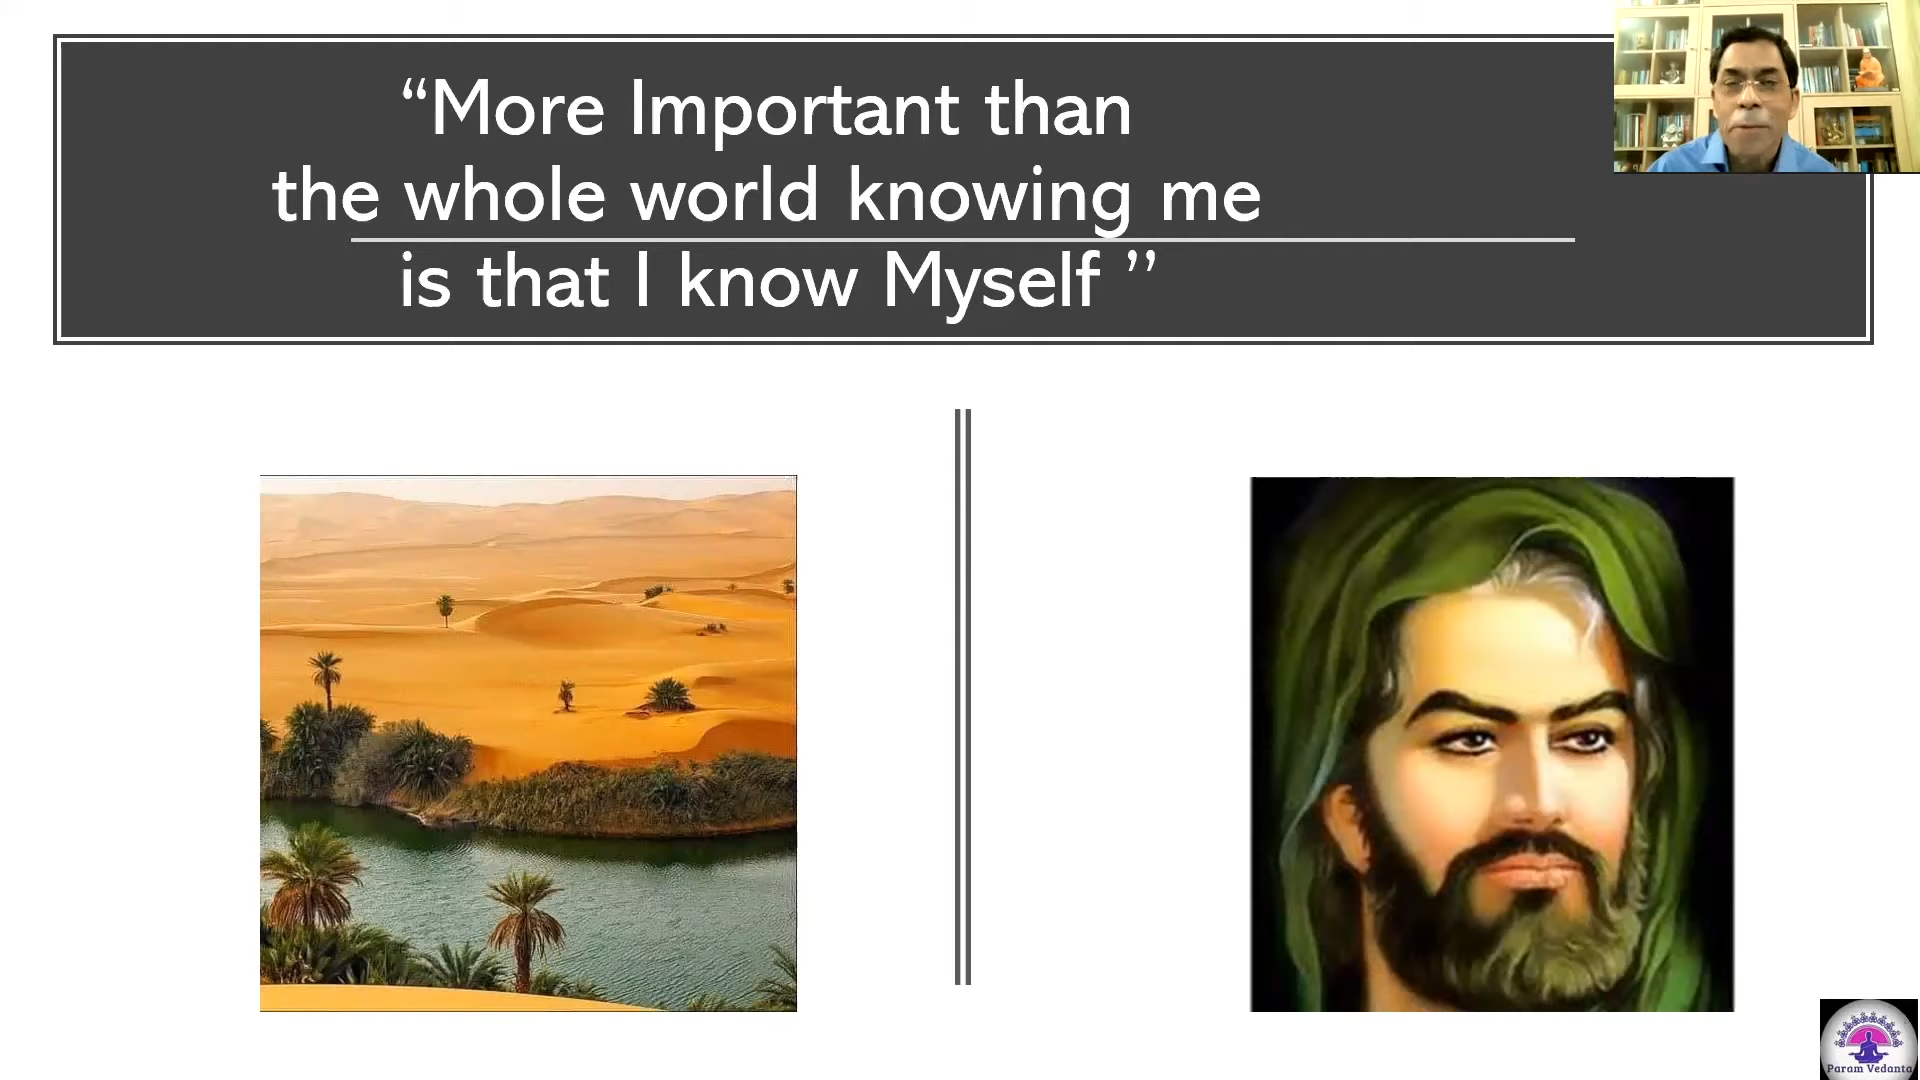 “More Important than
the whole world knowing me
is that I know Myself ”
Param Vedanta